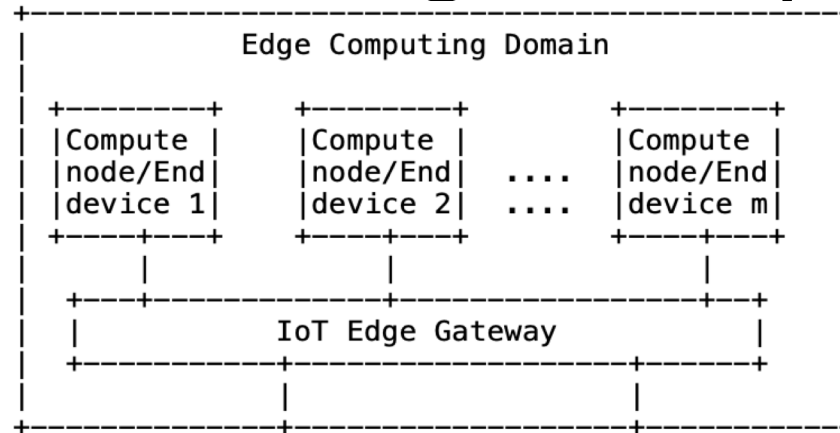 Edge Computing Domain
Compute Compute Compute
node/End node/End .... node/End
device 1 device 2 .... device m
IoT Edge Gateway